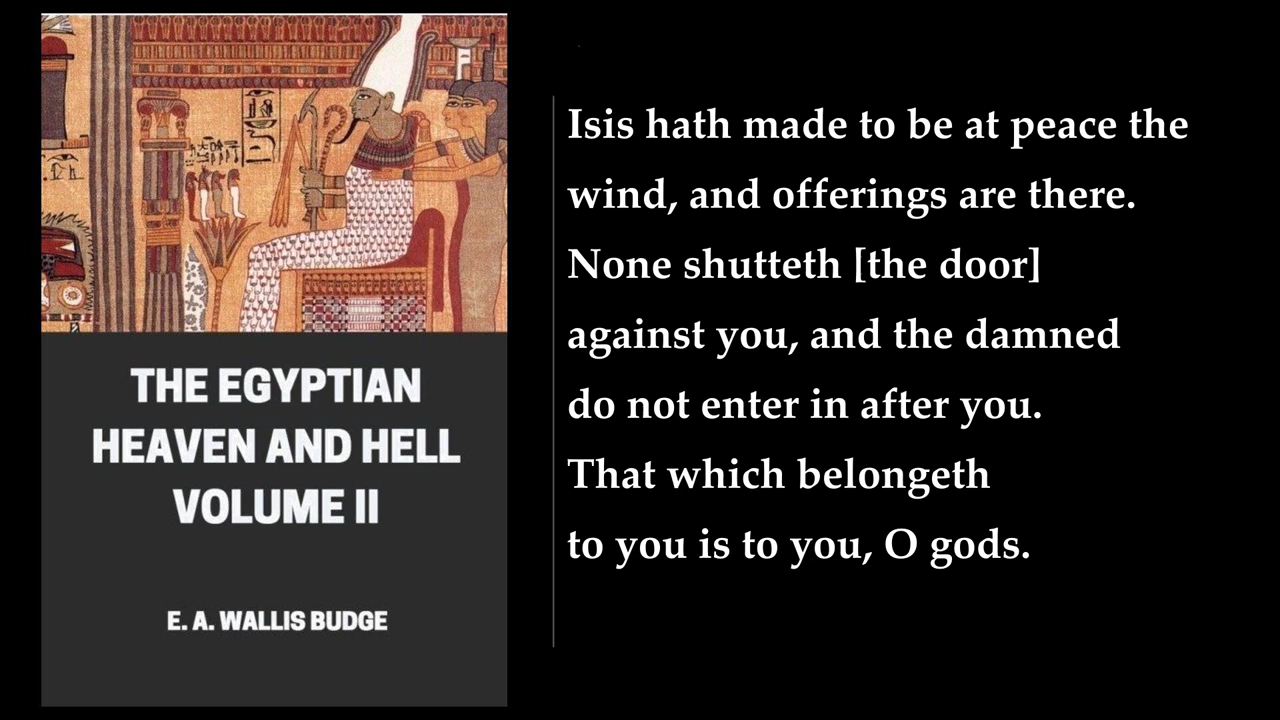 THE EGYPTIAN
HEAVEN AND HELL
VOLUME II
E. A. WALLIS BUDGE
Isis hath made to be at peace the
wind, and offerings are there.
None shutteth [the door]
against you, and the damned
do not enter in after you.
That which belongeth
to you is to you, O gods.